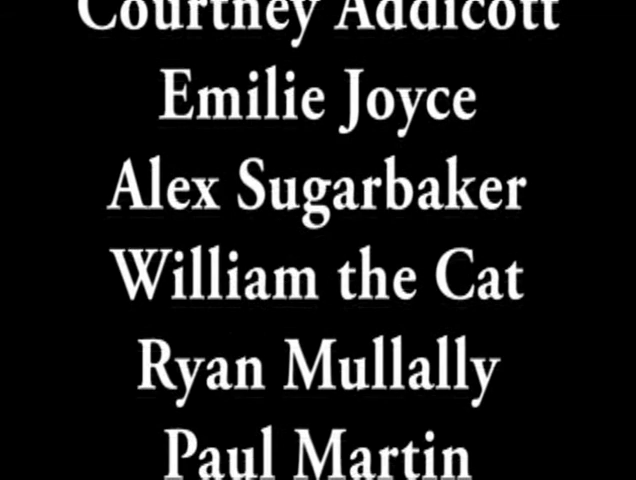 Courtney Addicott
Emilie Joyce
Alex Sugarbaker
William the Cat
Ryan Mullally
Paul Martin